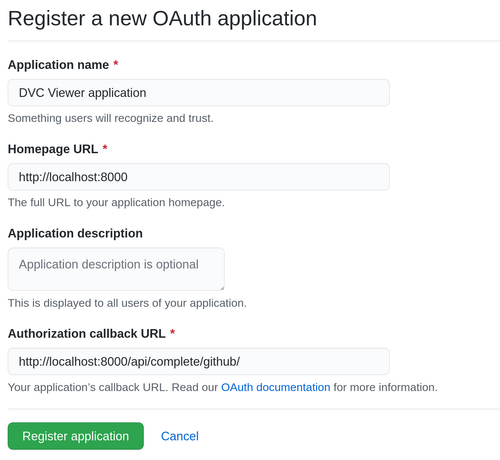 Register a new OAuth application
Application name *
DVC Viewer application
Something users will recognize and trust.
Homepage URL *
http://localhost:8000
The full URL to your application homepage.
Application description
Application description is optional
This is displayed to all users of your application.
Authorization callback URL *
http://localhost:8000/api/complete/github/
Your application's callback URL. Read our OAuth documentation for more information.
Register application Cancel